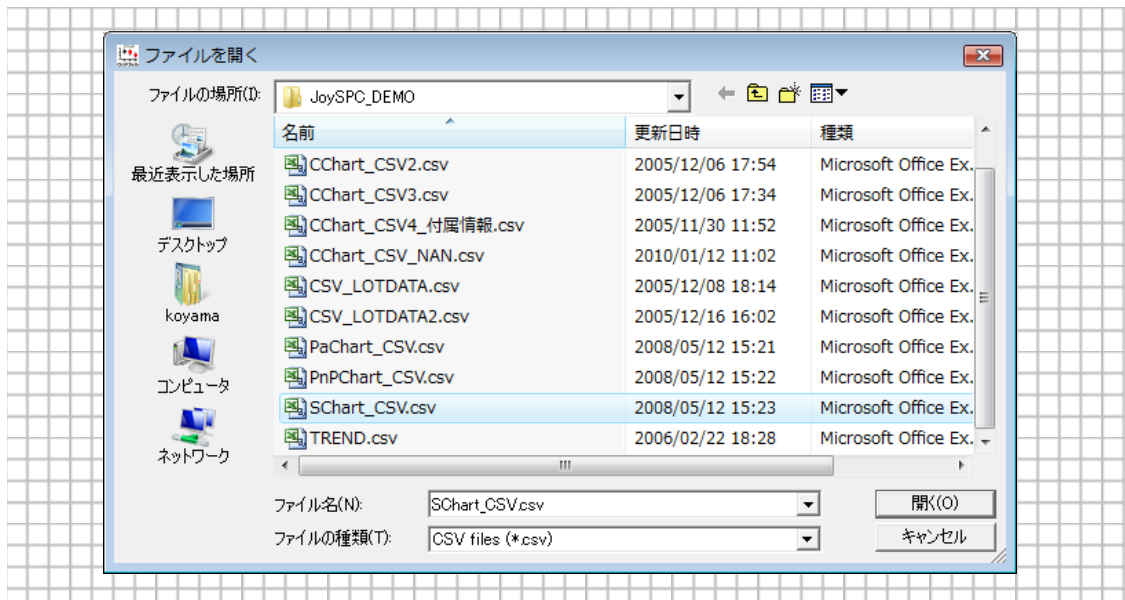 ファイルを開く
ファイルの場所(I):
JoySPC_DEMO
名前 更新日時 種類
CChart_CSV2.csv 2005/12/06 17:54 Microsoft Office Ex.
CChart_CSV3.csv 2005/12/06 17:34 Microsoft Office Ex.
CChart_CSV4_付属情報.csv 2005/11/30 11:52 Microsoft Office Ex.
CChart_CSV_NAN.csv 2010/01/12 11:02 Microsoft Office Ex.
CSV_LOTDATA.csv 2005/12/08 18:14 Microsoft Office Ex.
CSV_LOTDATA2.csv 2005/12/16 16:02 Microsoft Office Ex.
PaChart_CSV.csv 2008/05/12 15:21 Microsoft Office Ex.
PnPChart_CSV.csv 2008/05/12 15:22 Microsoft Office Ex.
SChart_CSV.csv 2008/05/12 15:23 Microsoft Office Ex.
TREND.csv 2006/02/22 18:28 Microsoft Office Ex.
最近表示した場所
デスクトップ
koyama
コンピュータ
ネットワーク
ファイル名(N): SChart_CSV.csv 開く(O)
ファイルの種類(T): CSV files (*.csv) キャンセル